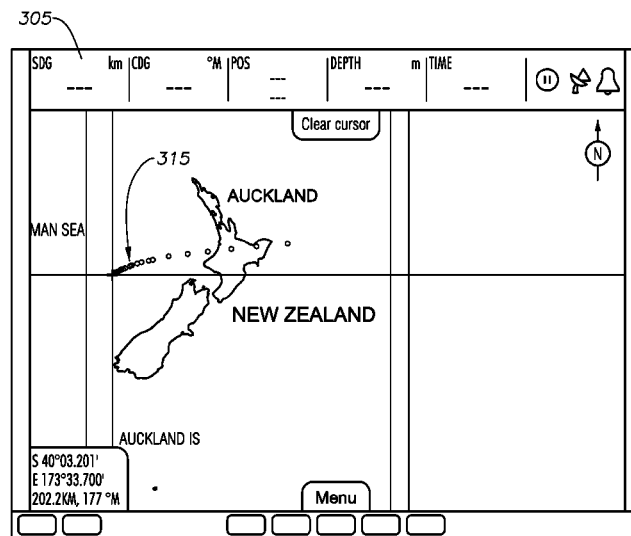 305
SDG km CDG °M POS DEPTH m TIME
--- --- --- --- ---
---
Clear cursor
315
N
AUCKLAND
MAN SEA
NEW ZEALAND
AUCKLAND IS
S 40°03.201'
E 173°33.700'
202.2KM, 177 °M
Menu